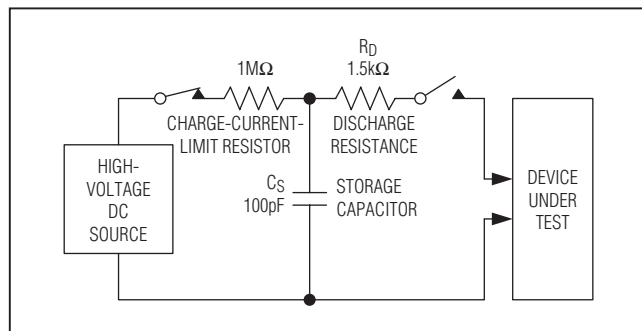 1MΩ
CHARGE-CURRENT-
LIMIT RESISTOR
RD
1.5kΩ
DISCHARGE
RESISTANCE
HIGH-
VOLTAGE
DC
SOURCE
CS
100pF
STORAGE
CAPACITOR
DEVICE
UNDER
TEST